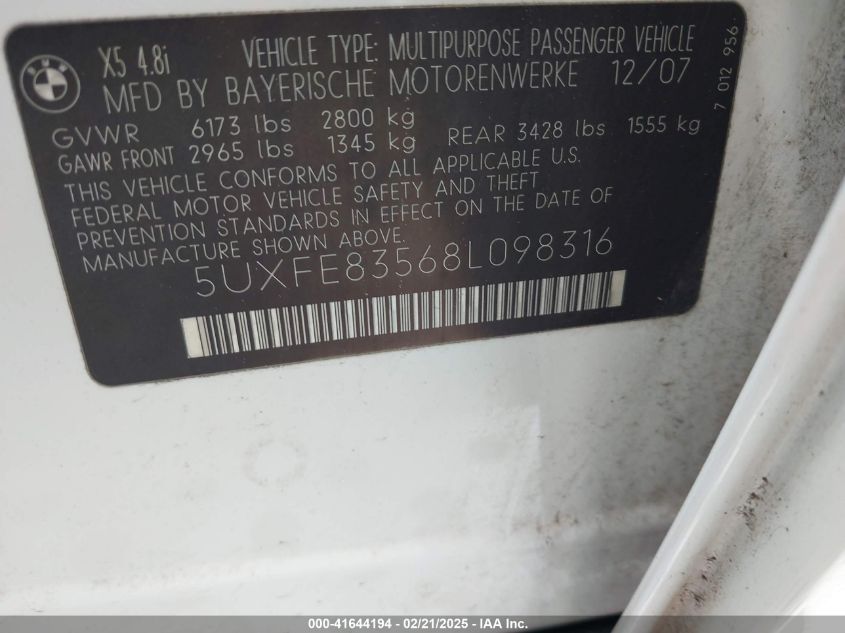 BMW
X5 4.8i
VEHICLE TYPE: MULTIPURPOSE PASSENGER VEHICLE
MFD BY BAYERISCHE MOTORENWERKE 12/07
GVWR 6173 lbs 2800 kg
GAWR FRONT 2965 lbs 1345 kg REAR 3428 lbs 1555 kg
THIS VEHICLE CONFORMS TO ALL APPLICABLE U.S.
FEDERAL MOTOR VEHICLE SAFETY AND THEFT
PREVENTION STANDARDS IN EFFECT ON THE DATE OF
MANUFACTURE SHOWN ABOVE.
5UXFE83568L098316
7 012 956
000-41644194 - 02/21/2025 - IAA Inc.